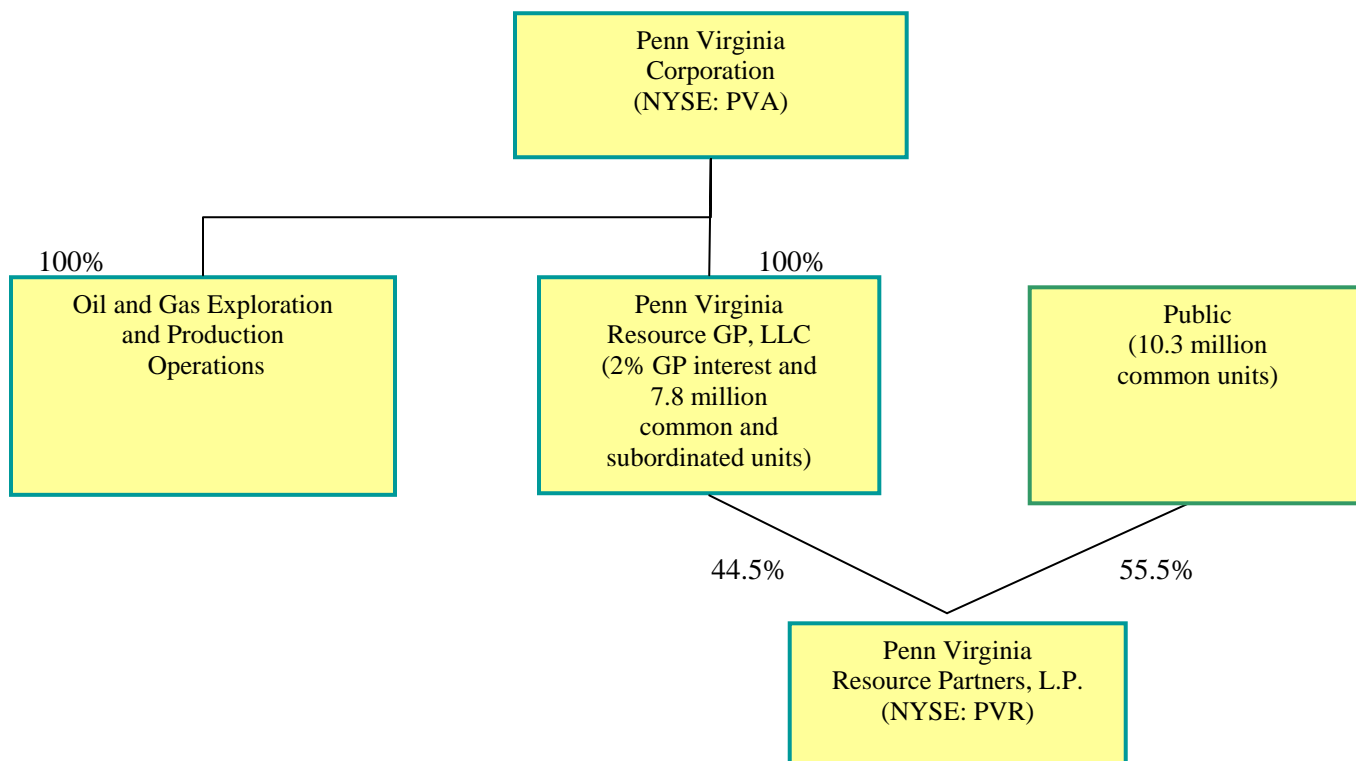 Penn Virginia
Corporation
(NYSE: PVA)
100%
100%
Oil and Gas Exploration
and Production
Operations
Penn Virginia
Resource GP, LLC
(2% GP interest and
7.8 million
common and
subordinated units)
Public
(10.3 million
common units)
44.5%
55.5%
Penn Virginia
Resource Partners, L.P.
(NYSE: PVR)